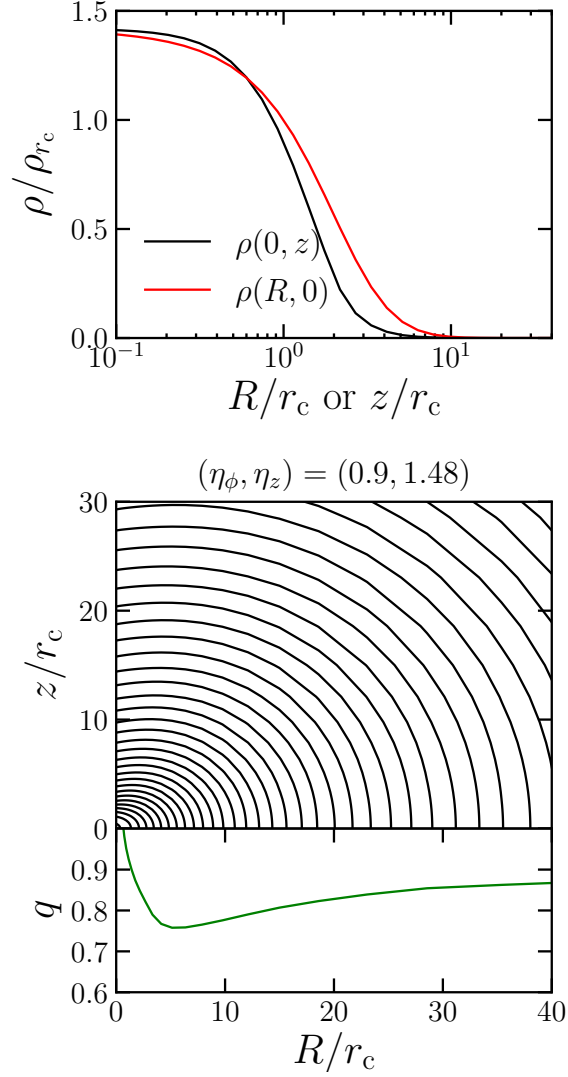 1.5
1.0
0.5
0.0
ρ/ρ_{r_c}
ρ(0, z)
ρ(R, 0)
10^{-1} 10^0 10^1
R/r_c or z/r_c
(η_ϕ, η_z) = (0.9, 1.48)
30
20
10
0
z/r_c
0.9
0.8
0.7
0.6
q
0 10 20 30 40
R/r_c